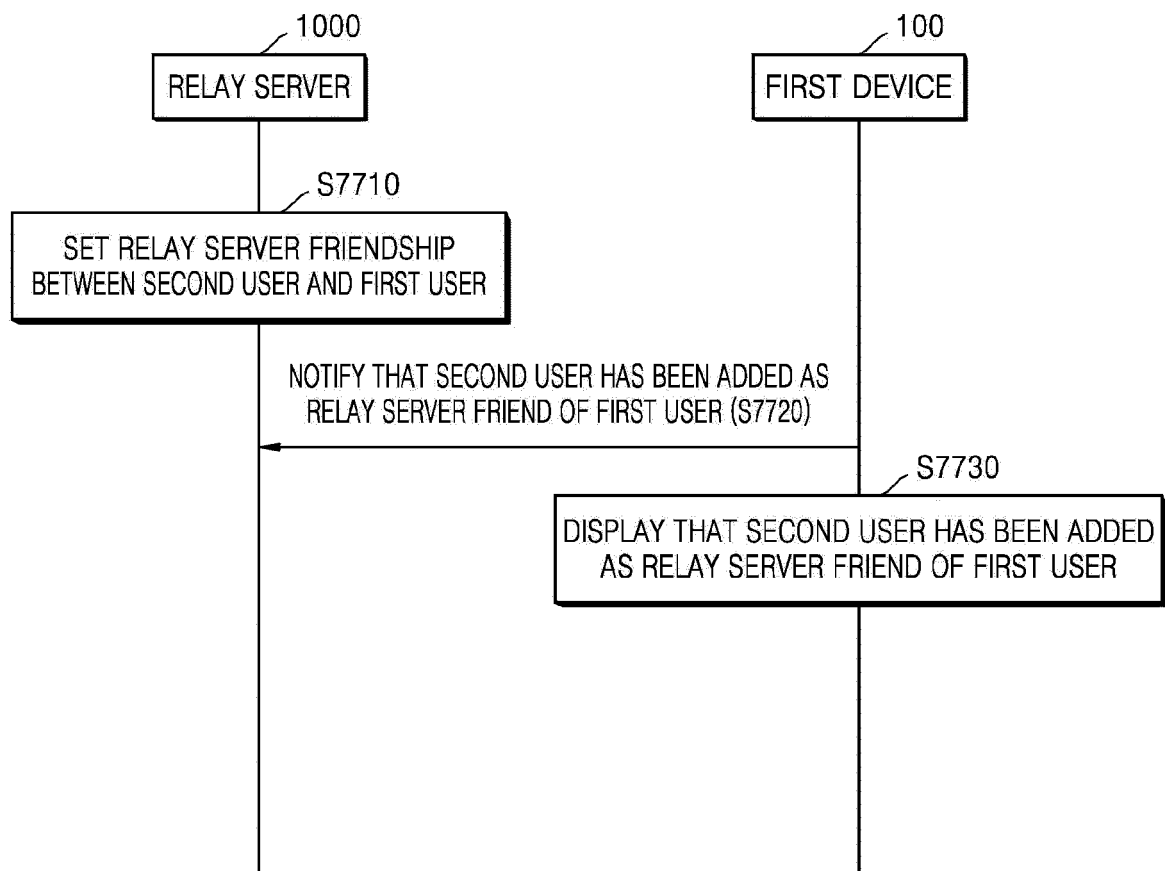 1000
100
RELAY SERVER
FIRST DEVICE
S7710
SET RELAY SERVER FRIENDSHIP
BETWEEN SECOND USER AND FIRST USER
NOTIFY THAT SECOND USER HAS BEEN ADDED AS
RELAY SERVER FRIEND OF FIRST USER (S7720)
S7730
DISPLAY THAT SECOND USER HAS BEEN ADDED
AS RELAY SERVER FRIEND OF FIRST USER